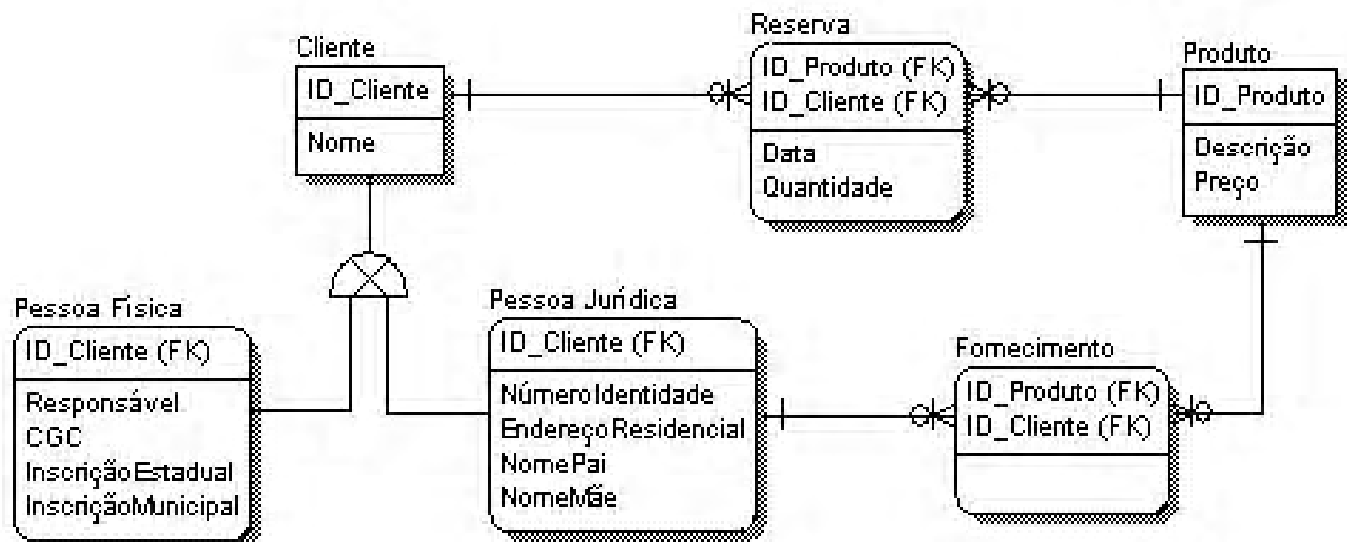 Cliente
ID_Cliente
Nome
Reserva
ID_Produto (FK)
ID_Cliente (FK)
Data
Quantidade
Produto
ID_Produto
Descrição
Preço
Pessoa Física
ID_Cliente (FK)
Responsável
CGC
InscriçãoEstadual
InscriçãoMunicipal
Pessoa Jurídica
ID_Cliente (FK)
NúmeroIdentidade
EndereçoResidencial
NomePai
NomeMãe
Fornecimento
ID_Produto (FK)
ID_Cliente (FK)